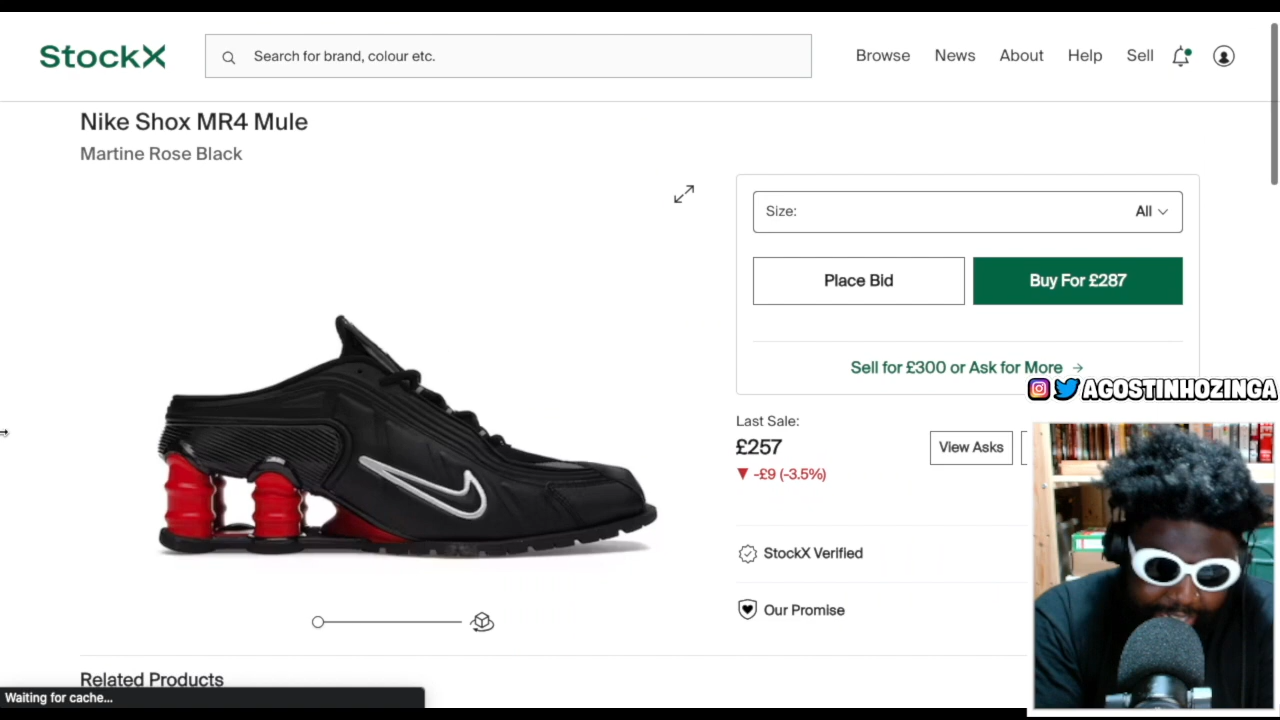 StockX
Search for brand, colour etc.
Browse
News
About
Help
Sell
Nike Shox MR4 Mule
Martine Rose Black
Size:
All
Place Bid
Buy For £287
Sell for £300 or Ask for More →
AGOSTINHOZINGA
Last Sale:
£257
▼ -£9 (-3.5%)
View Asks
StockX Verified
Our Promise
Related Products
Waiting for cache...